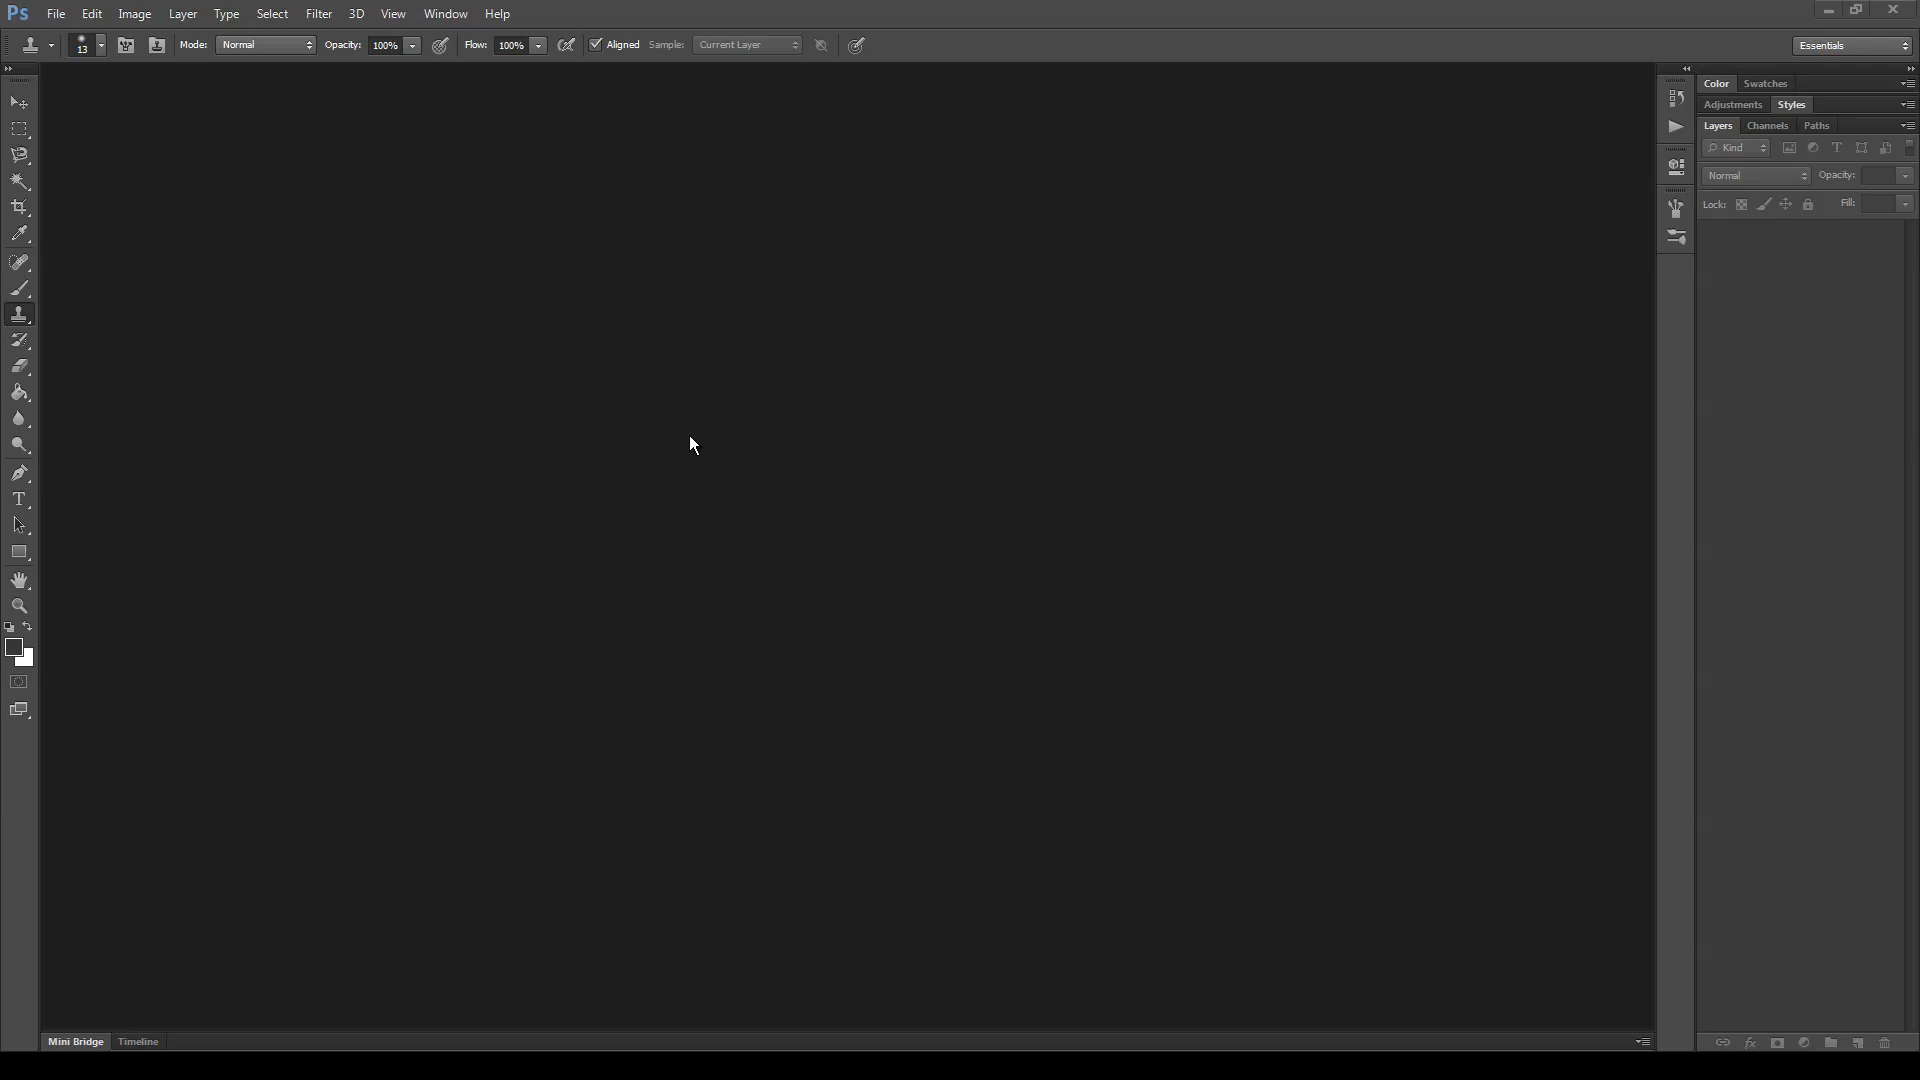 Ps File Edit Image Layer Type Select Filter 3D View Window Help
13 Mode: Normal Opacity: 100% Flow: 100% Aligned Sample: Current Layer Essentials
Color Swatches
Adjustments Styles
Layers Channels Paths
Kind T
Normal Opacity:
Lock: Fill:
T
Mini Bridge Timeline fx